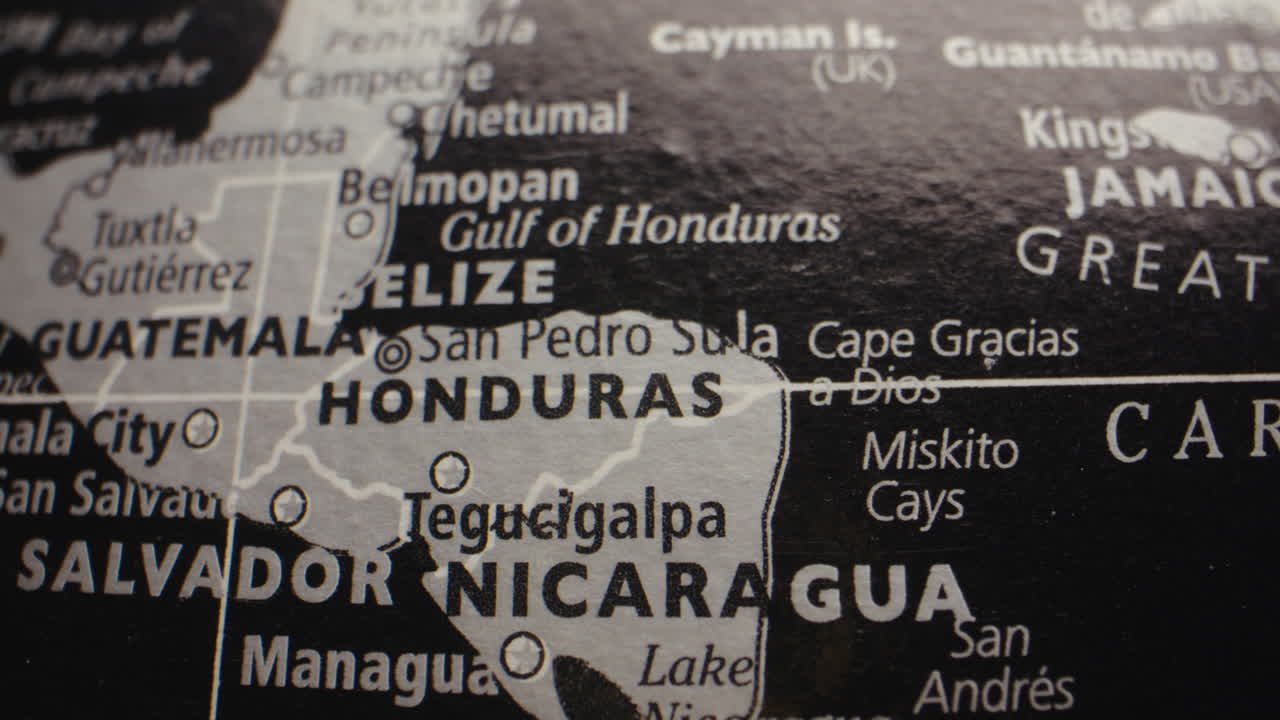 Bay of
Campeche
Peninsula
Campeche
Cayman Is.
(UK)
de
Guantánamo Ba
(USA
Chetumal
Villahermosa
Kings
JAMAIC
Belmopan
Tuxtla
Gutiérrez
Gulf of Honduras
BELIZE
GREAT
GUATEMALA
San Pedro Sula
Cape Gracias
a Dios
HONDURAS
CAR
ala City
Miskito
Cays
San Salvad
Tegucigalpa
SALVADOR
NICARAGUA
San
Andrés
Managua
Lake